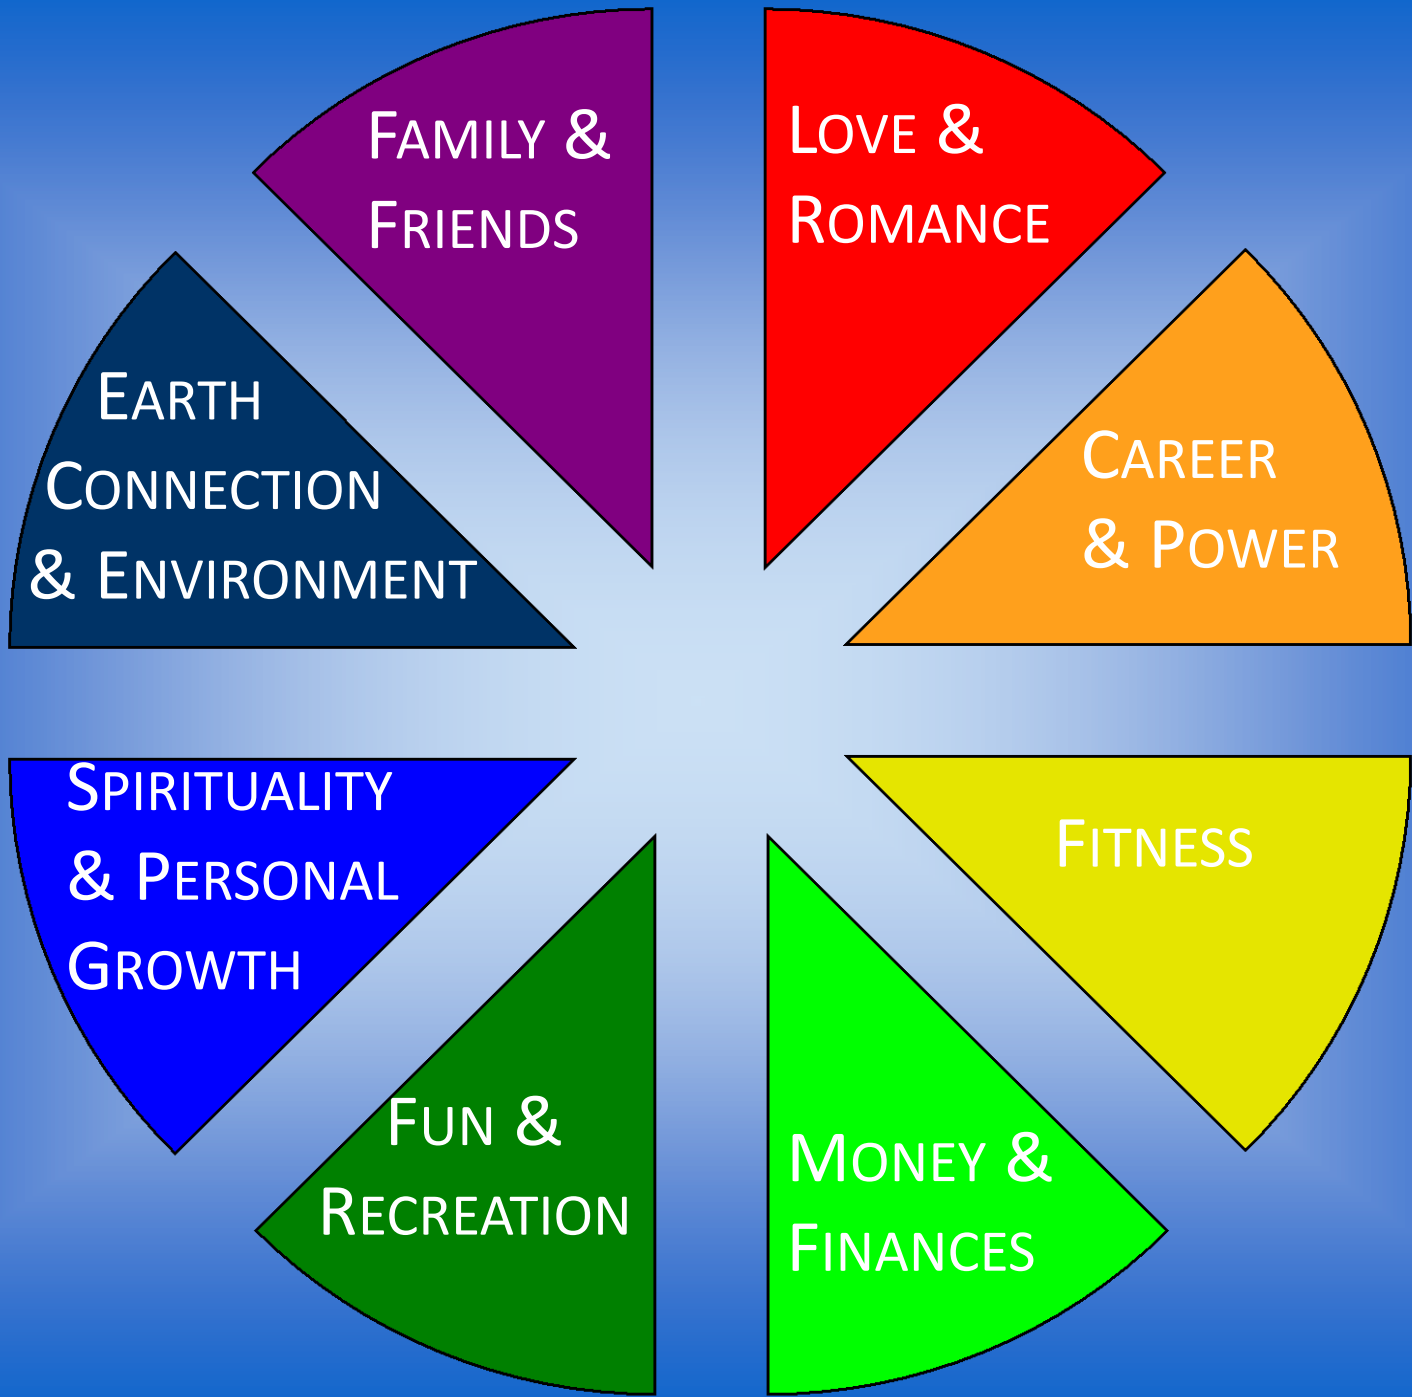 Family &
Friends
Love &
Romance
Career
& Power
Fitness
Money &
Finances
Fun &
Recreation
Spirituality
& Personal
Growth
Earth
Connection
& Environment